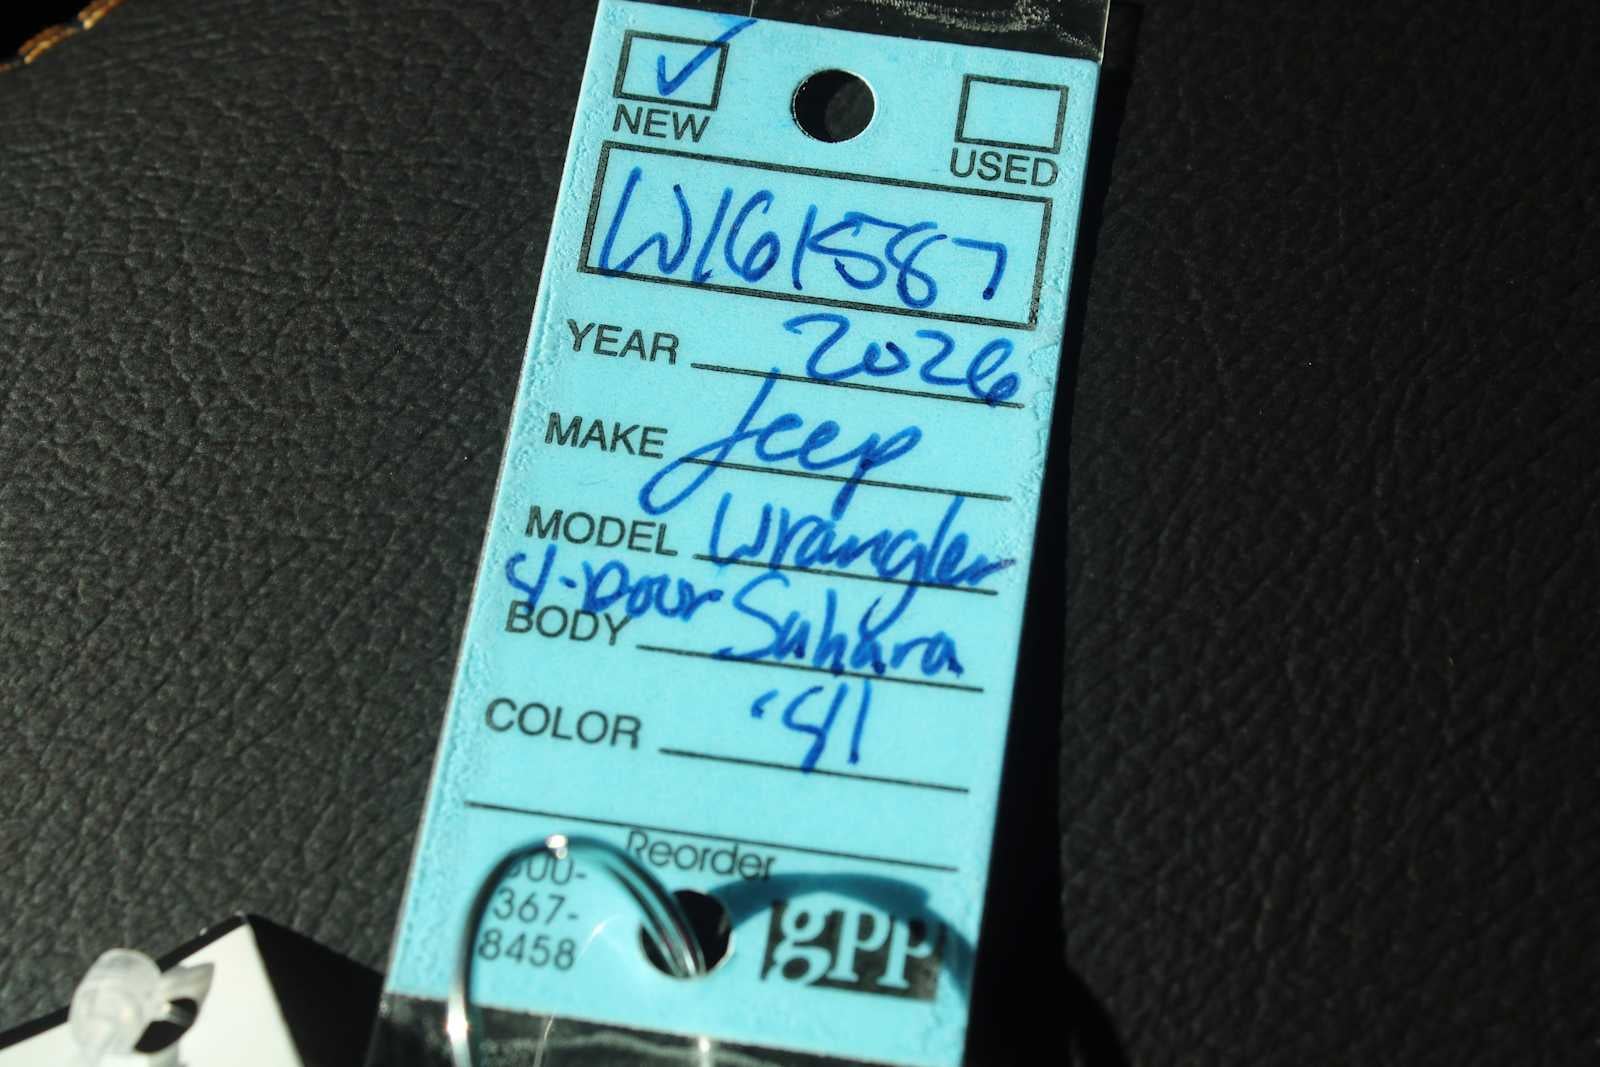 ✓
NEW USED
W161587
YEAR 2026
MAKE Jeep
MODEL Wrangler
4-Door Sahara
BODY
COLOR '41
Reorder
367-
8458
gpp